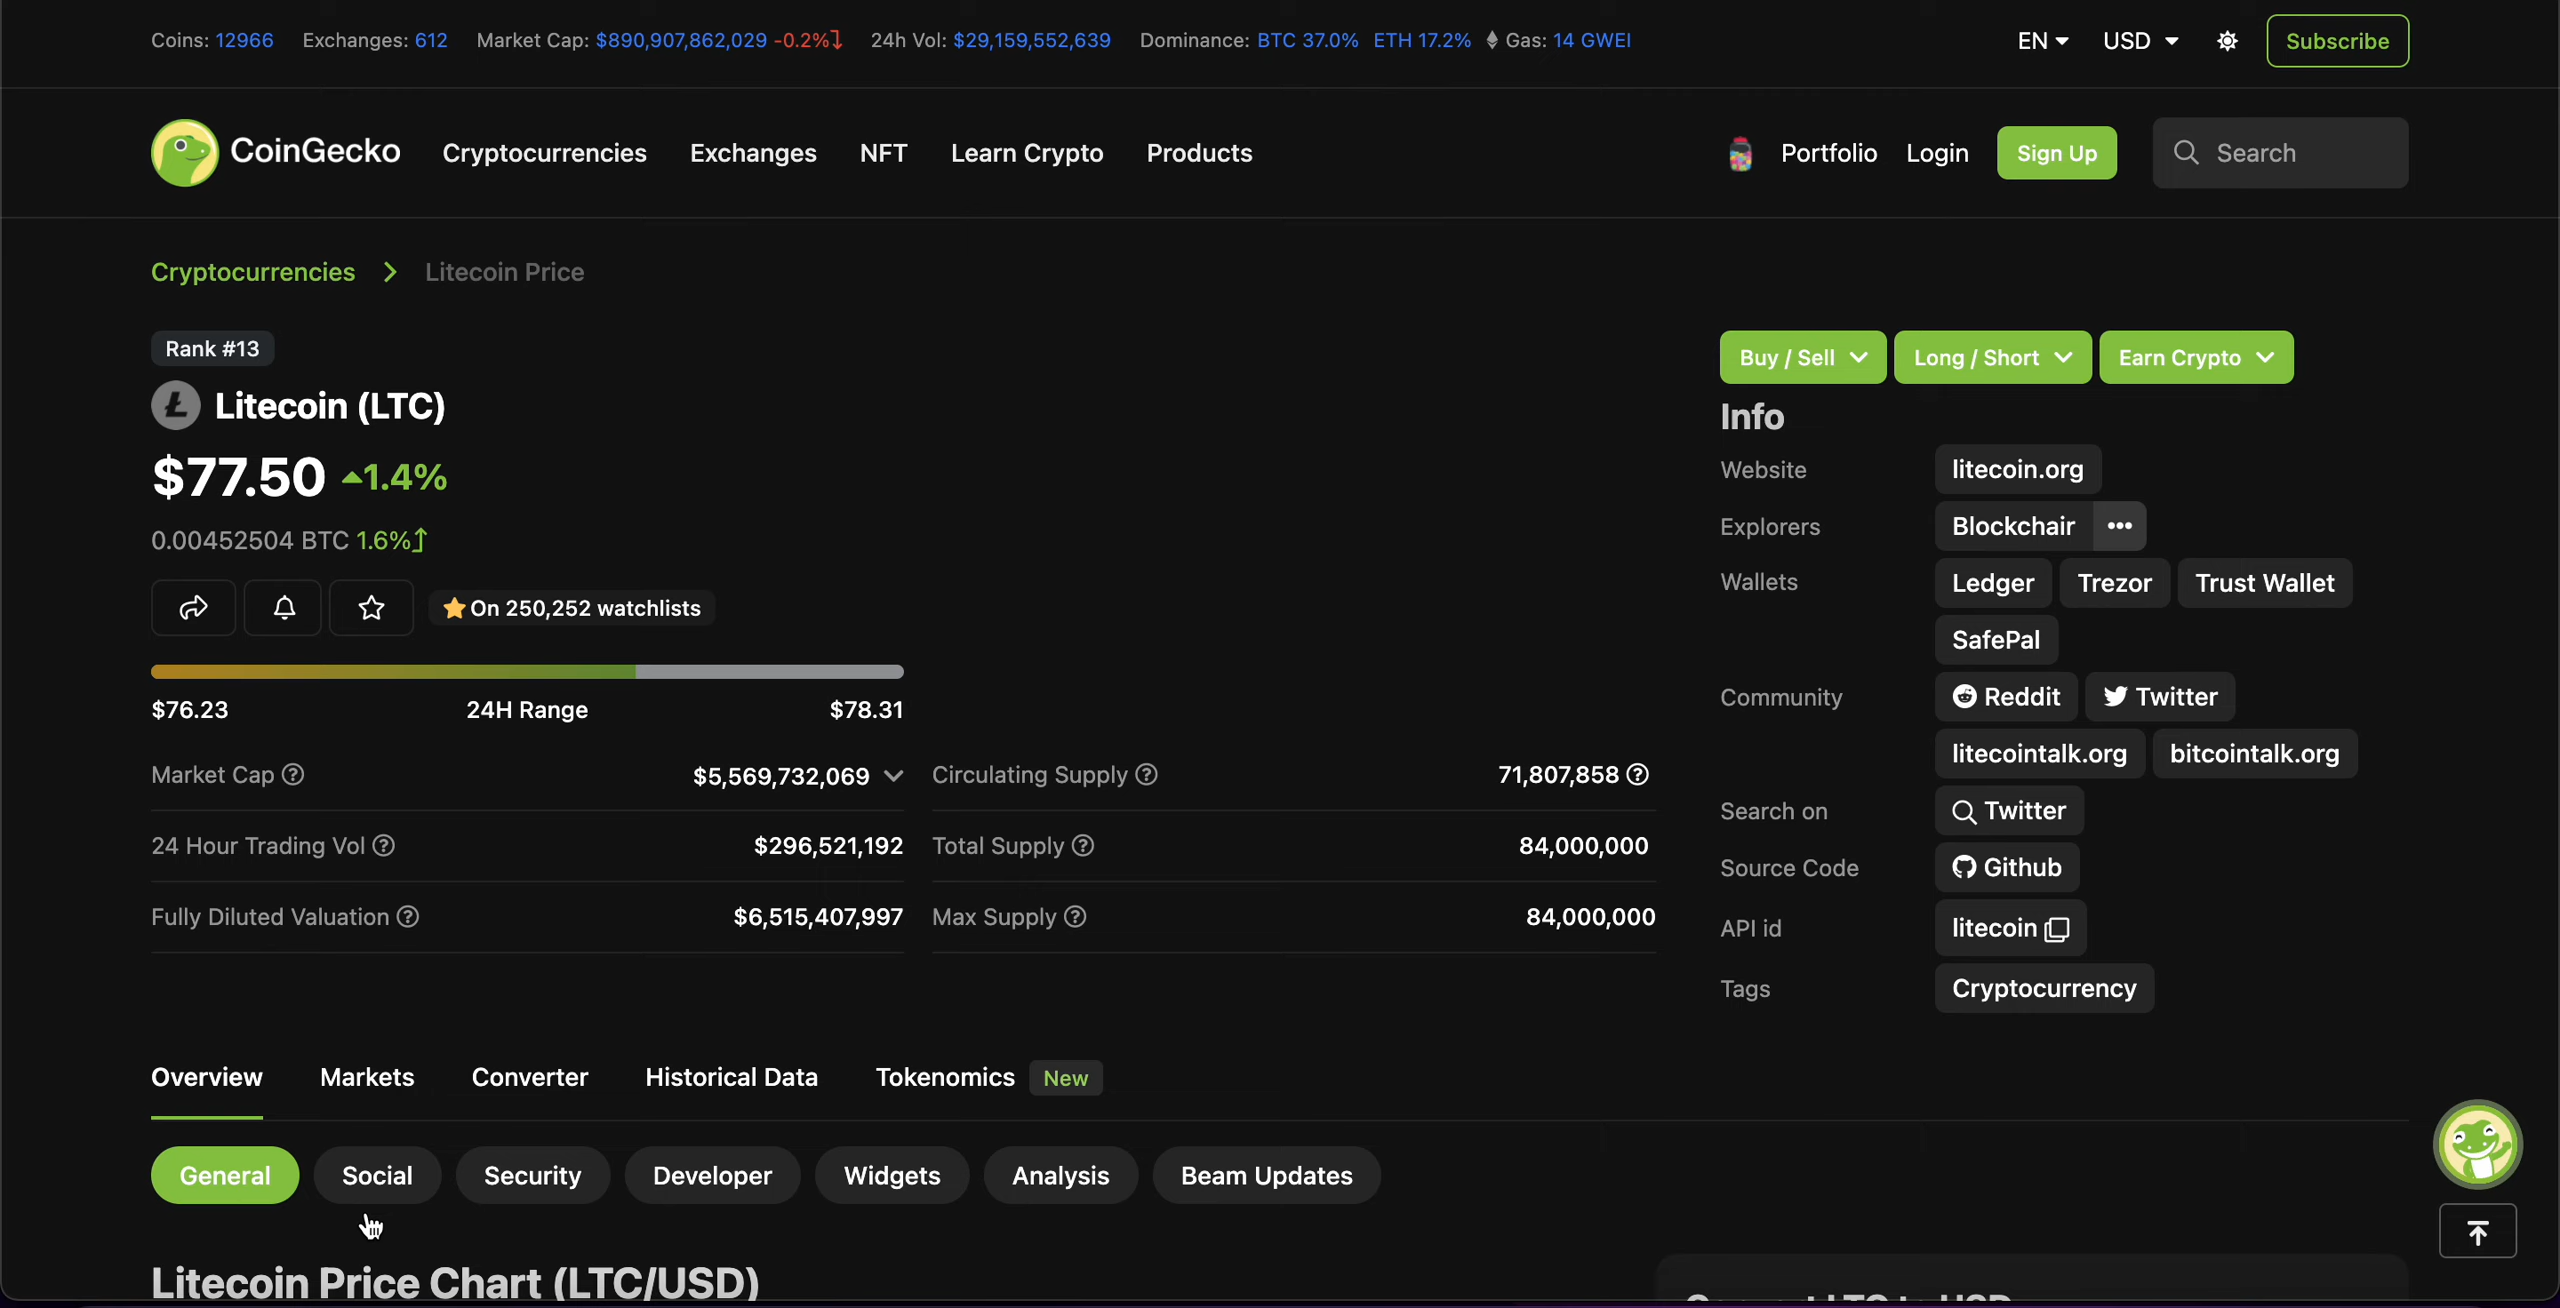 Coins: 12966 Exchanges: 612 Market Cap: $890,907,862,029 -0.2% 24h Vol: $29,159,552,639 Dominance: BTC 37.0% ETH 17.2% Gas: 14 GWEI EN USD Subscribe
CoinGecko Cryptocurrencies Exchanges NFT Learn Crypto Products Portfolio Login Sign Up Search
Cryptocurrencies > Litecoin Price
Rank #13
Litecoin (LTC)
$77.50 1.4%
0.00452504 BTC 1.6%
On 250,252 watchlists
$76.23 24H Range $78.31
Market Cap $5,569,732,069
24 Hour Trading Vol $296,521,192
Fully Diluted Valuation $6,515,407,997
Circulating Supply 71,807,858
Total Supply 84,000,000
Max Supply 84,000,000
Buy / Sell Long / Short Earn Crypto
Info
Website litecoin.org
Explorers Blockchair •••
Wallets Ledger Trezor Trust Wallet
SafePal
Community Reddit Twitter
litecointalk.org bitcointalk.org
Search on Twitter
Source Code Github
API id litecoin
Tags Cryptocurrency
Overview Markets Converter Historical Data Tokenomics New
General Social Security Developer Widgets Analysis Beam Updates
Litecoin Price Chart (LTC/USD)